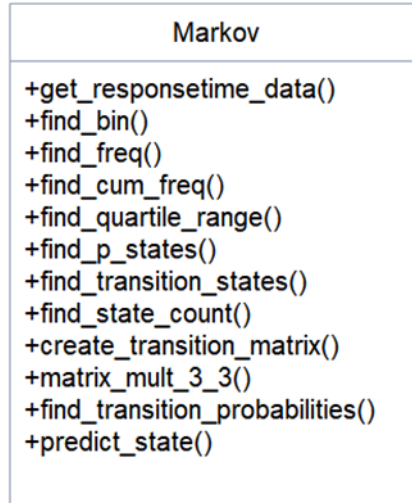 Markov
+get_responsetime_data()
+find_bin()
+find_freq()
+find_cum_freq()
+find_quartile_range()
+find_p_states()
+find_transition_states()
+find_state_count()
+create_transition_matrix()
+matrix_mult_3_3()
+find_transition_probabilities()
+predict_state()